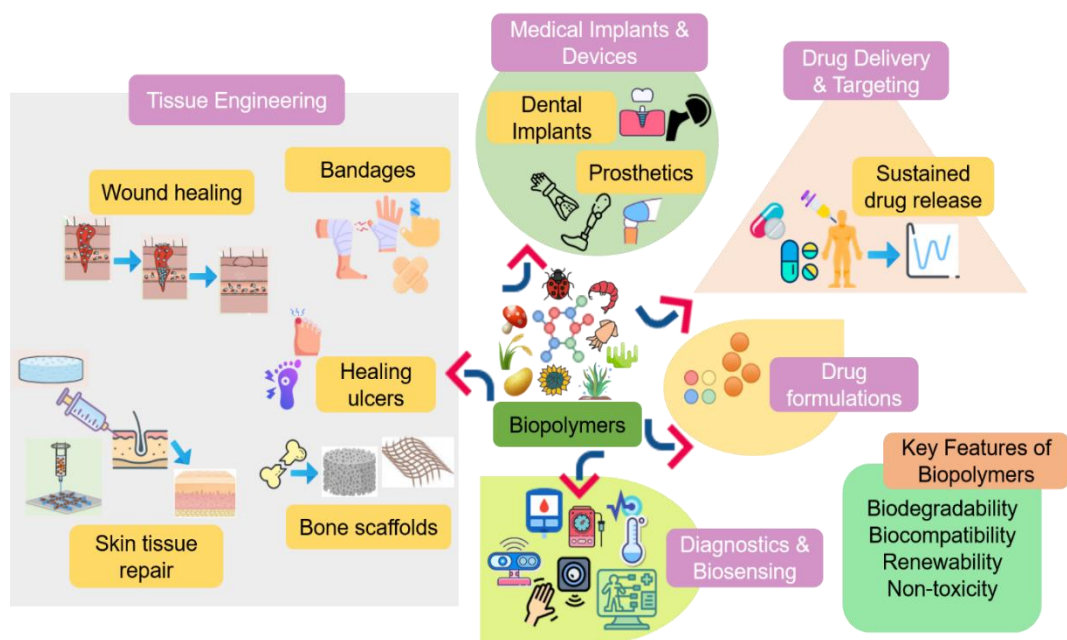 Medical Implants &
Devices
Drug Delivery
& Targeting
Tissue Engineering
Dental
Implants
Prosthetics
Bandages
Wound healing
Sustained
drug release
Healing
ulcers
Drug
formulations
Biopolymers
Key Features of
Biopolymers
Biodegradability
Biocompatibility
Renewability
Non-toxicity
Bone scaffolds
Skin tissue
repair
Diagnostics &
Biosensing